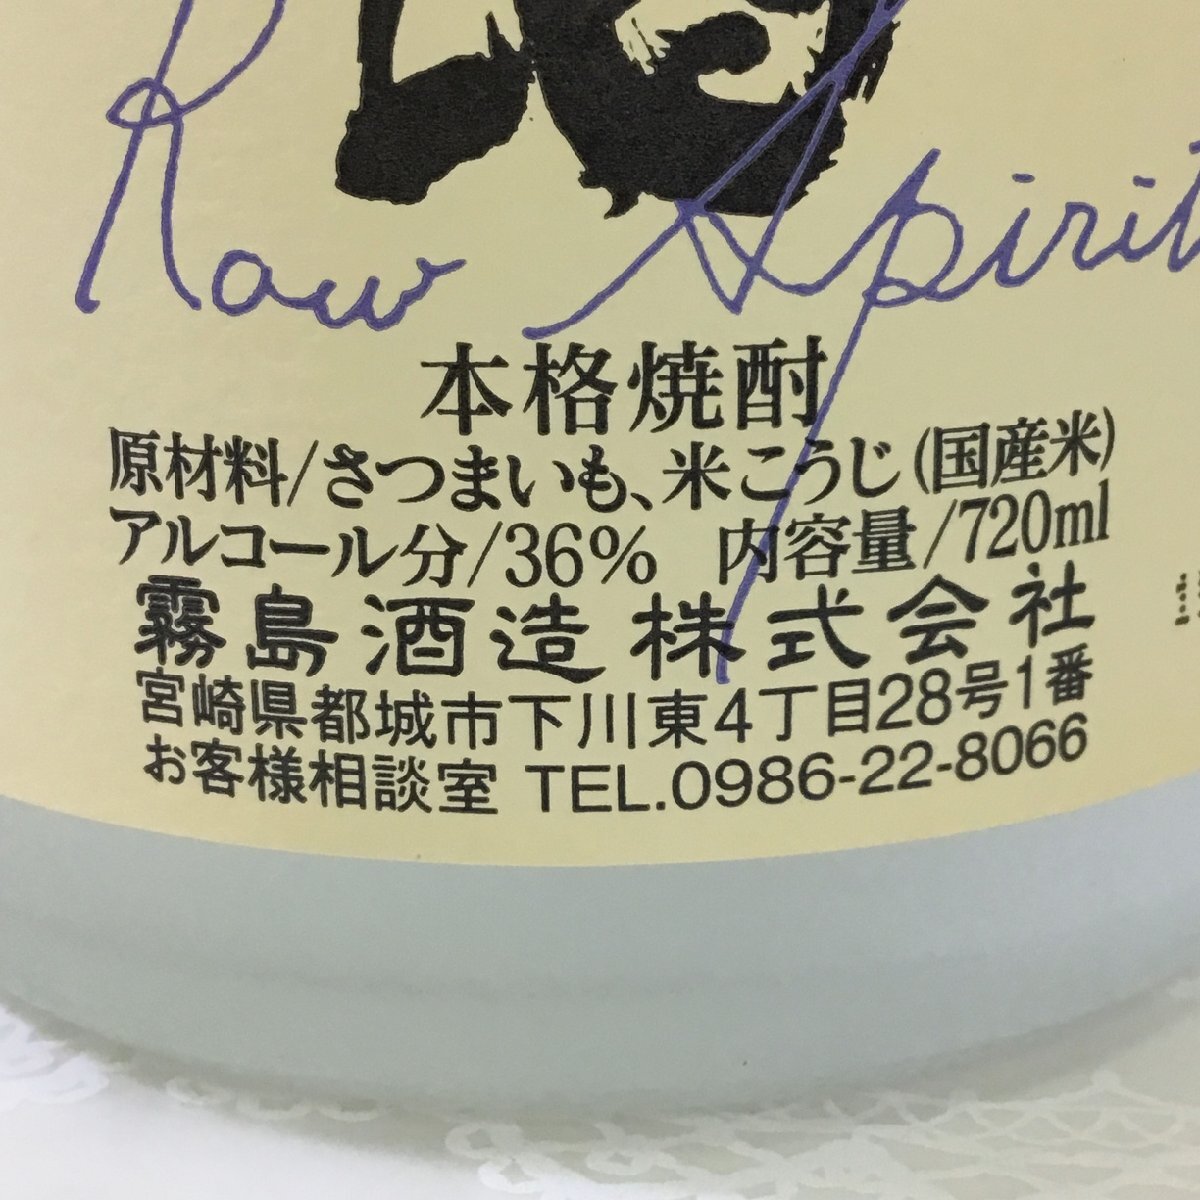 Raw Spirit
本格焼酎
原材料/さつまいも、米こうじ(国産米)
アルコール分/36% 内容量/720ml
霧島酒造株式会社
宮崎県都城市下川東4丁目28号1番
お客様相談室 TEL.0986-22-8066